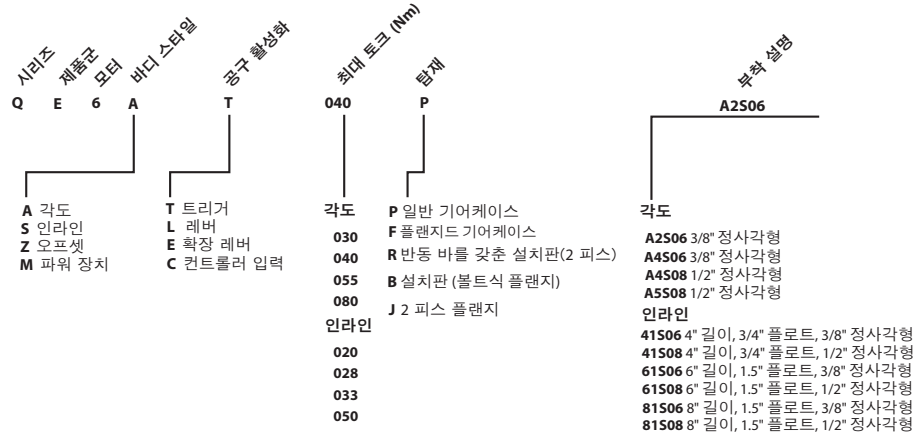 시리즈
제품군
모터
바디 스타일
공구 활성화
최대 토크 (Nm)
탑재
부착 설명
Q E 6 A T 040 P A2S06
A 각도
S 인라인
Z 오프셋
M 파워 장치
T 트리거
L 레버
E 확장 레버
C 컨트롤러 입력
각도
030
040
055
080
인라인
020
028
033
050
P 일반 기어케이스
F 플랜지드 기어케이스
R 반동 바를 갖춘 설치판(2 피스)
B 설치판 (볼트식 플랜지)
J 2 피스 플랜지
각도
A2S06 3/8" 정사각형
A4S06 3/8" 정사각형
A4S08 1/2" 정사각형
A5S08 1/2" 정사각형
인라인
41S06 4" 길이, 3/4" 플로트, 3/8" 정사각형
41S08 4" 길이, 3/4" 플로트, 1/2" 정사각형
61S06 6" 길이, 1.5" 플로트, 3/8" 정사각형
61S08 6" 길이, 1.5" 플로트, 1/2" 정사각형
81S06 8" 길이, 1.5" 플로트, 3/8" 정사각형
81S08 8" 길이, 1.5" 플로트, 1/2" 정사각형